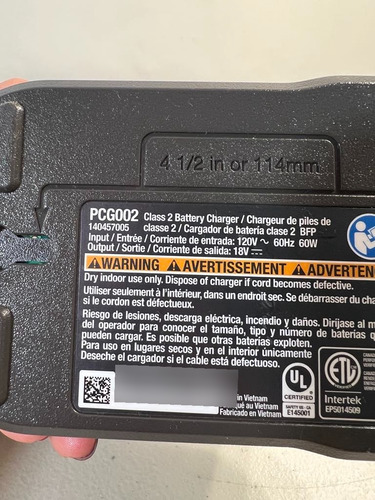 4 1/2 in or 114mm
PCG002 Class 2 Battery Charger / Chargeur de piles de
140457005 classe 2 / Cargador de batería clase 2 BFP
Input / Entrée / Corriente de entrada: 120V ~ 60Hz 60W
Output / Sortie / Corriente de salida: 18V ⎓
⚠WARNING ⚠AVERTISSEMENT ⚠ADVERTEN
Dry indoor use only. Dispose of charger if cord becomes defective.
Utiliser seulement à l'intérieur, dans un endroit sec. Se débarrasser du cha
si le cordon est défectueux.
Riesgo de lesiones, descarga eléctrica, incendio y daños. Diríjase al m
del operador para conocer el tamaño, tipo y número de baterías qu
pueden cargar. Es posible que otras baterías exploten.
Para uso en lugares secos y en el interior únicamente
Deseche el cargador si el cable está defectuoso.
in Vietnam
ué au Vietnam
Fabricado en Vietnam
UL
CERTIFIED
SAFETY US - CA
E145001
ETL
Intertek
EP5014509